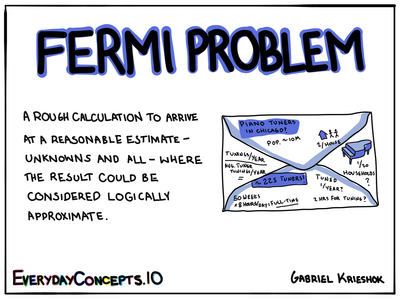 FERMI PROBLEM
A ROUGH CALCULATION TO ARRIVE
AT A REASONABLE ESTIMATE –
UNKNOWNS AND ALL – WHERE
THE RESULT COULD BE
CONSIDERED LOGICALLY
APPROXIMATE.
PIANO TUNERS
IN CHICAGO?
POP. ~10M
2/HOUSE
TUNINGS/YEAR
AVG. TUNER
TUNINGS/YEAR
=
~225 TUNERS!
1/20
HOUSEHOLDS
?
TUNED
1/YEAR?
50 WEEKS
× 8 HOUR/DAY = FULL-TIME
2 HRS FOR TUNING?
EVERYDAYCONCEPTS.IO
GABRIEL KRIESHOK